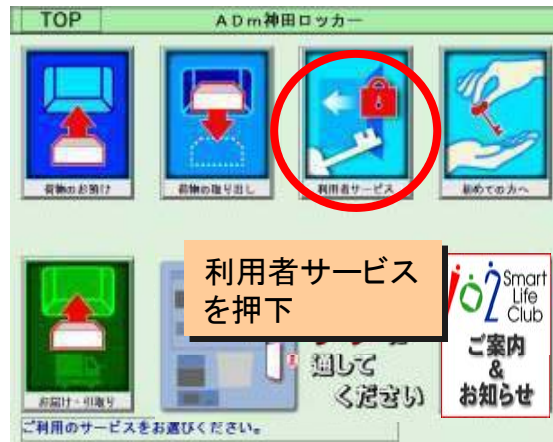 TOP
ADm神田ロッカー
荷物のお預け
荷物の取り出し
利用者サービス
初めての方へ
利用者サービス
を押下
お届け・引取り
通して
ください
102 Smart
Life
Club
ご案内
&
お知らせ
ご利用のサービスをお選びください。